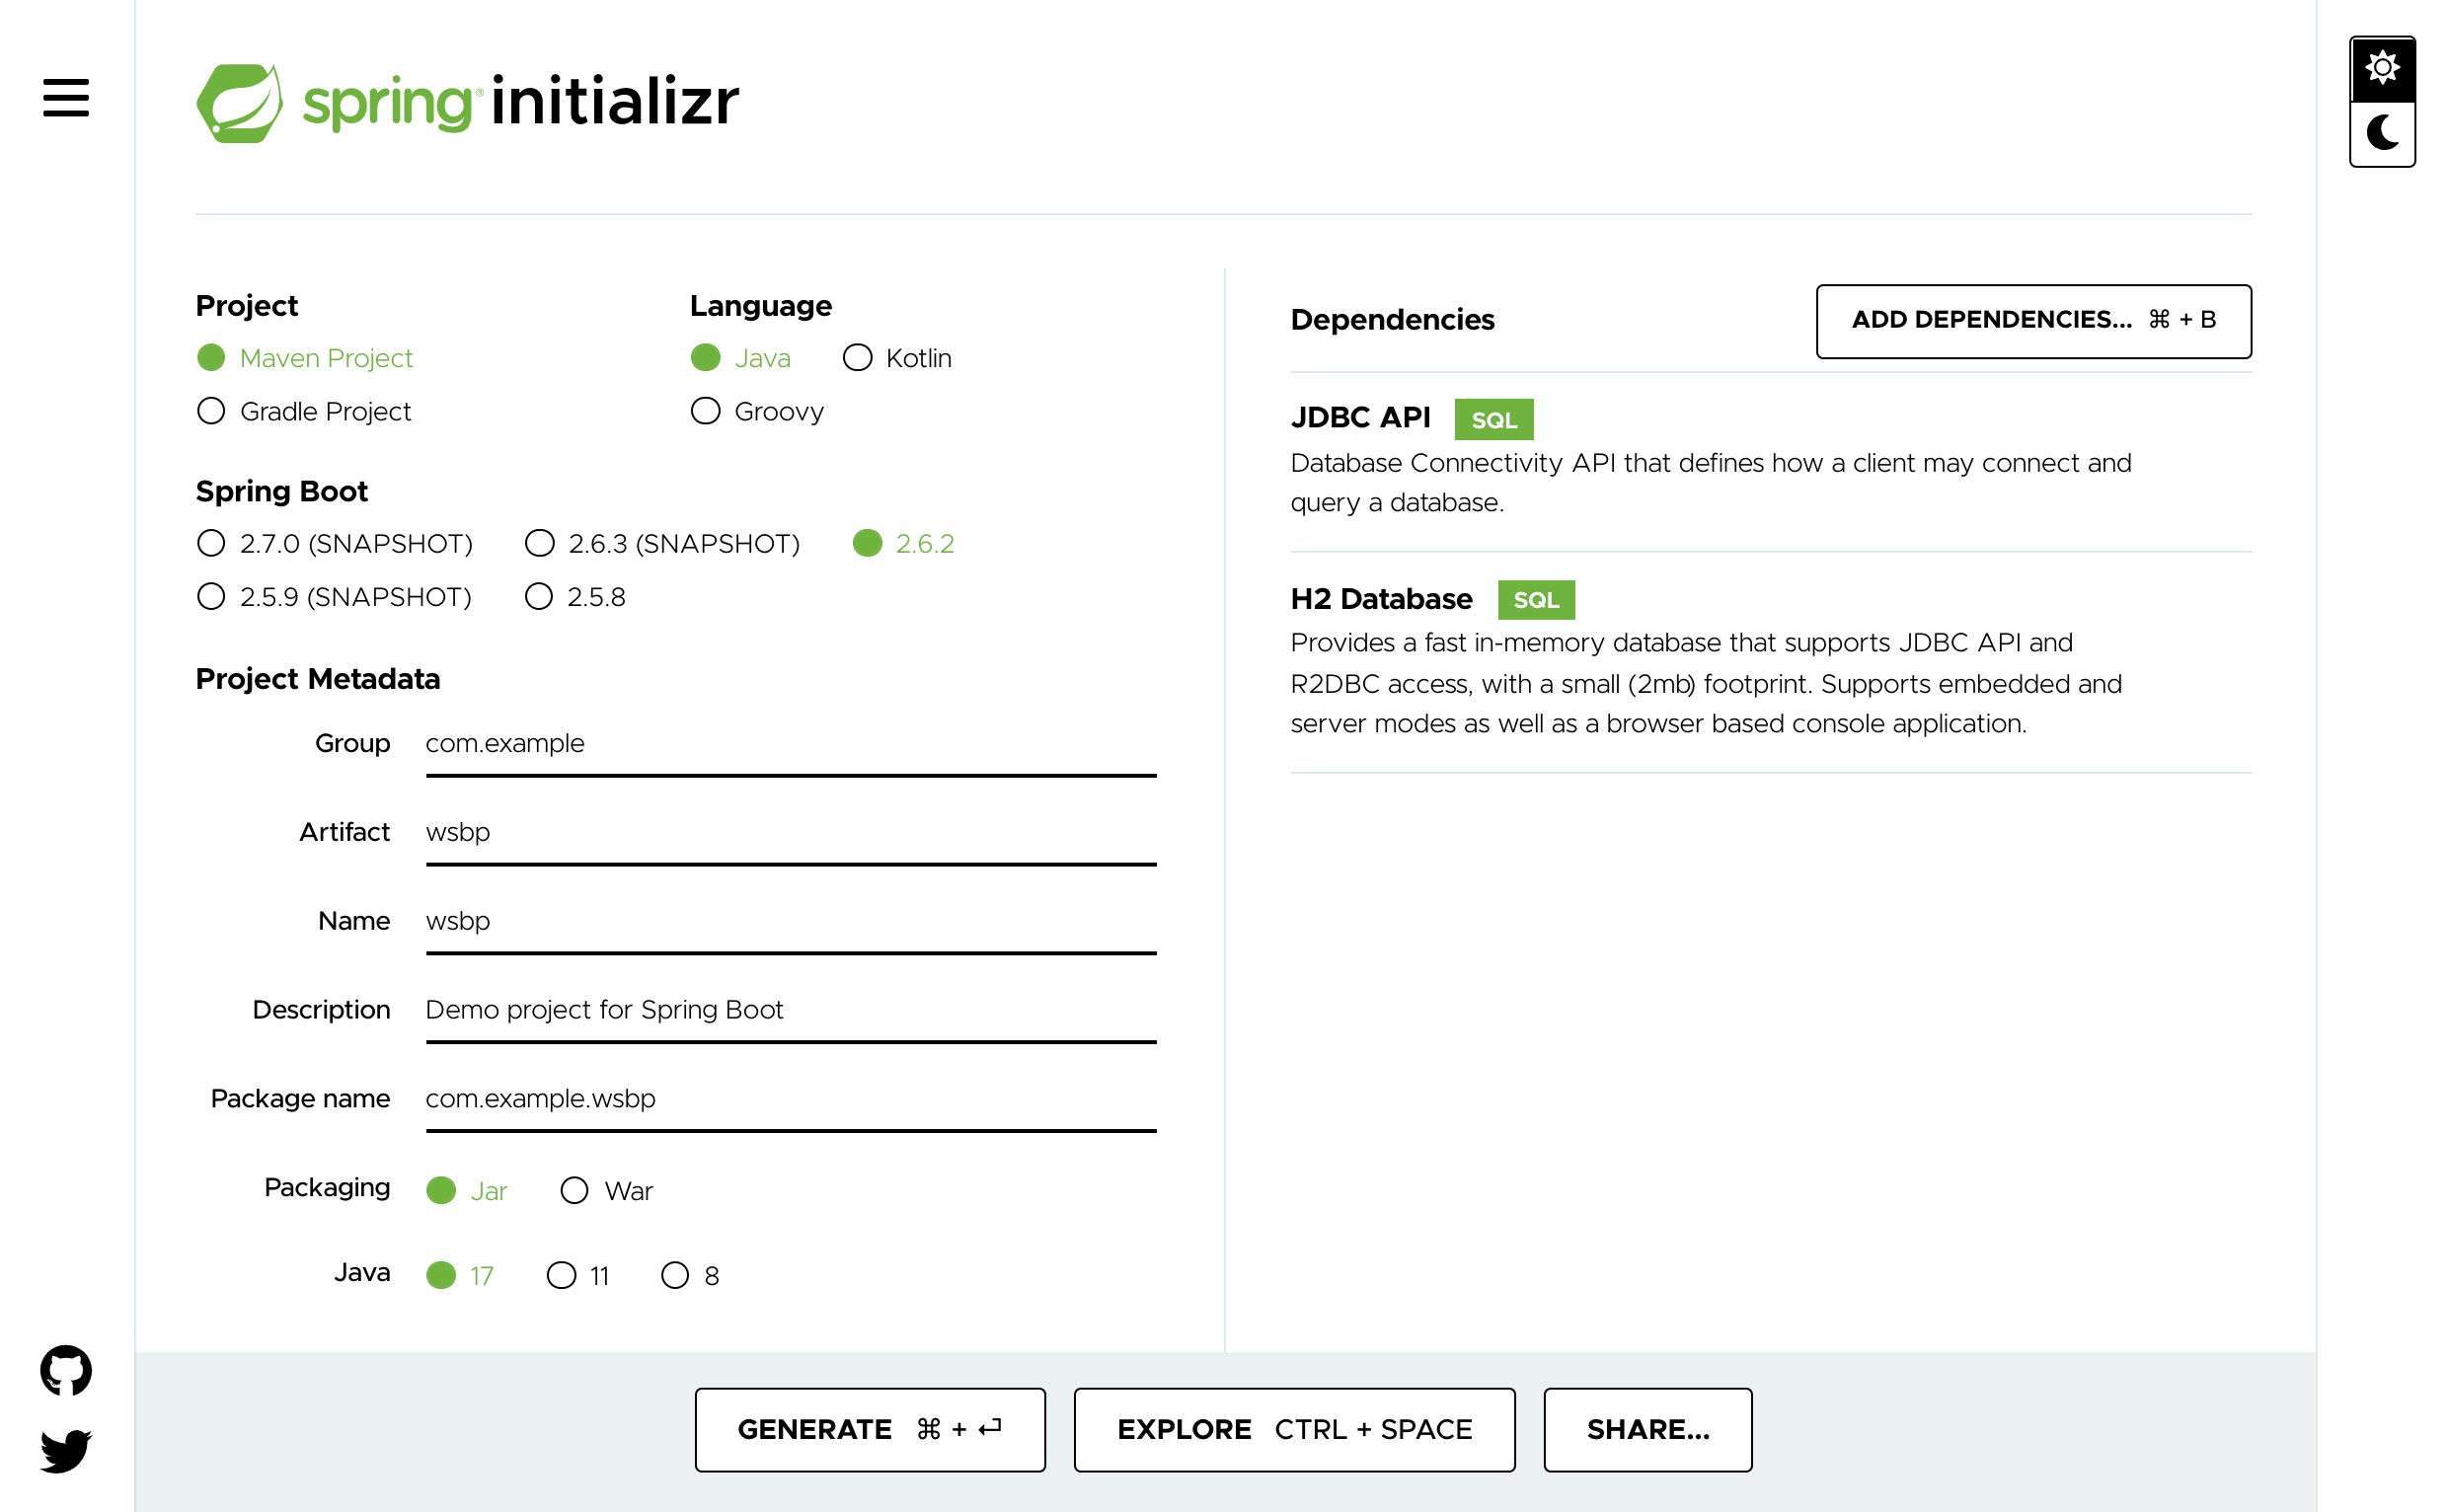 spring® initializr
Project
Maven Project
Gradle Project
Language
Java Kotlin
Groovy
Spring Boot
2.7.0 (SNAPSHOT) 2.6.3 (SNAPSHOT) 2.6.2
2.5.9 (SNAPSHOT) 2.5.8
Project Metadata
Group com.example
Artifact wsbp
Name wsbp
Description Demo project for Spring Boot
Package name com.example.wsbp
Packaging Jar War
Java 17 11 8
Dependencies
ADD DEPENDENCIES... ⌘ + B
JDBC API SQL
Database Connectivity API that defines how a client may connect and
query a database.
H2 Database SQL
Provides a fast in-memory database that supports JDBC API and
R2DBC access, with a small (2mb) footprint. Supports embedded and
server modes as well as a browser based console application.
GENERATE ⌘ + ⏎
EXPLORE CTRL + SPACE
SHARE...